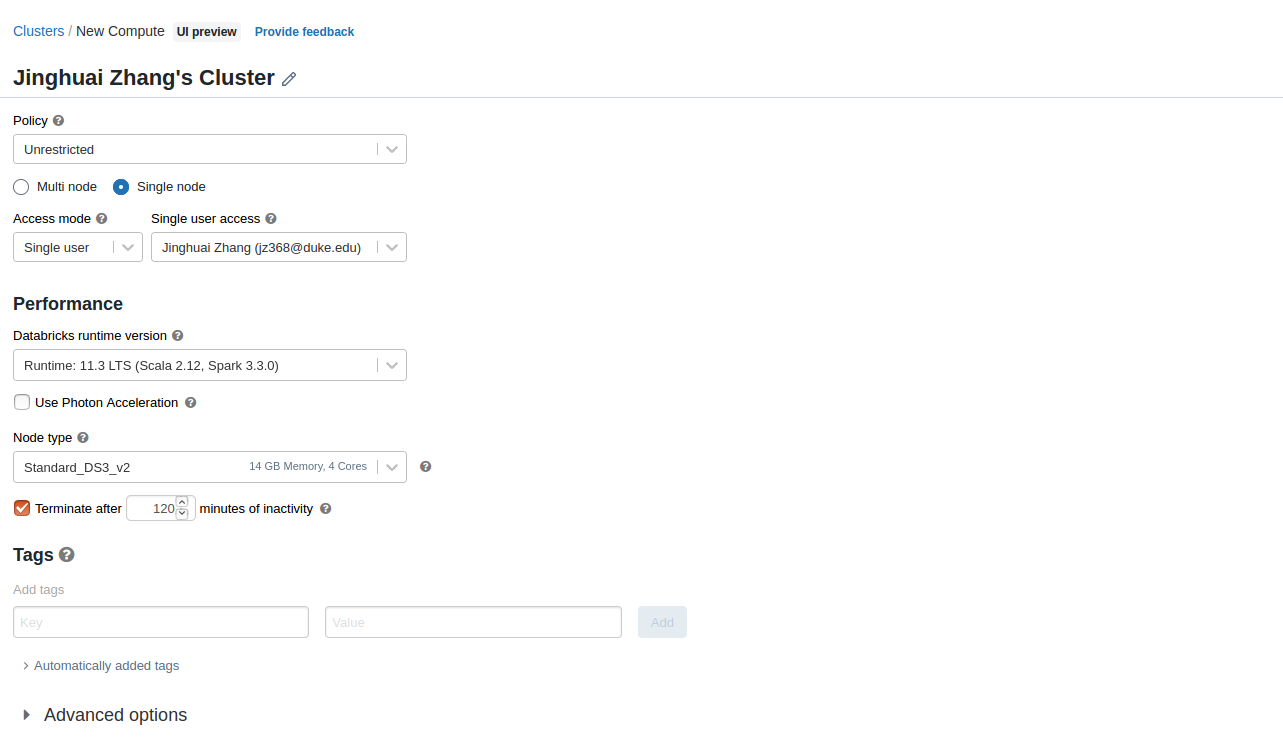 Clusters / New Compute UI preview Provide feedback
Jinghuai Zhang's Cluster
Policy ?
Unrestricted
Multi node Single node
Access mode ? Single user access ?
Single user Jinghuai Zhang (jz368@duke.edu)
Performance
Databricks runtime version ?
Runtime: 11.3 LTS (Scala 2.12, Spark 3.3.0)
Use Photon Acceleration ?
Node type ?
Standard_DS3_v2 14 GB Memory, 4 Cores ?
Terminate after 120 minutes of inactivity ?
Tags ?
Add tags
Key Value Add
Automatically added tags
Advanced options